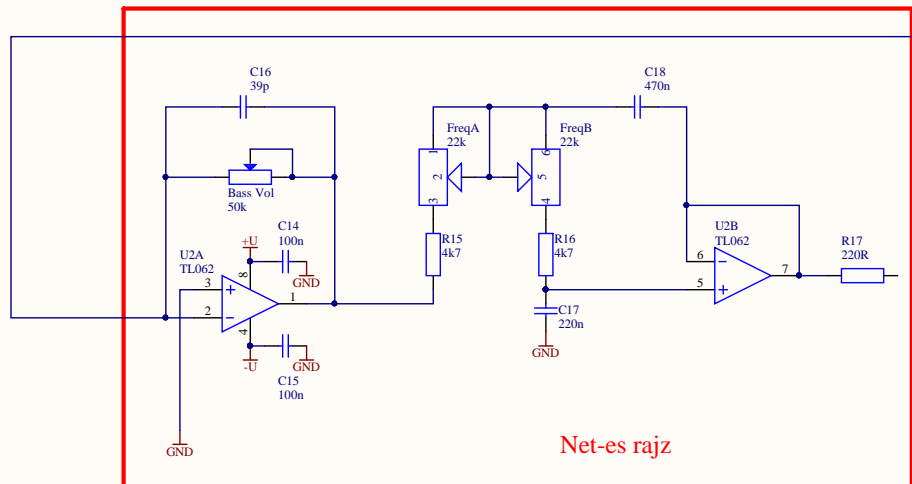 C16
39p
C18
470n
FreqA
22k
FreqB
22k
1
2
3
6
5
4
Bass Vol
50k
C14
100n
+U
GND
U2A
TL062
8
3
2
1
4
-U
GND
C15
100n
GND
R15
4k7
R16
4k7
C17
220n
GND
U2B
TL062
6
5
7
R17
220R
Net-es rajz